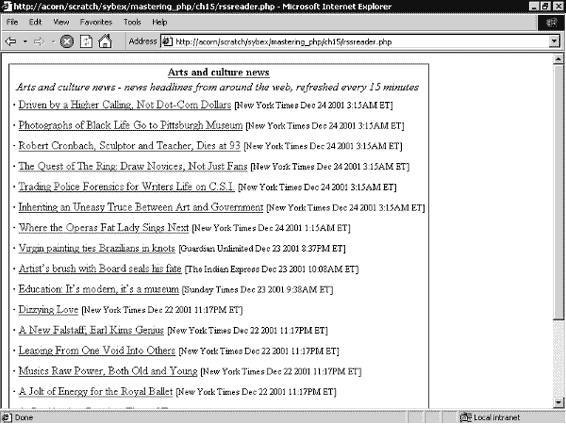 http://acorn/scratch/sybex/mastering_php/ch15/rssreader.php - Microsoft Internet Explorer
File Edit View Favorites Tools Help
Address http://acorn/scratch/sybex/mastering_php/ch15/rssreader.php
Arts and culture news
Arts and culture news - news headlines from around the web, refreshed every 15 minutes
· Driven by a Higher Calling, Not Dot-Com Dollars [New York Times Dec 24 2001 3:15AM ET]
· Photographs of Black Life Go to Pittsburgh Museum [New York Times Dec 24 2001 3:15AM ET]
· Robert Cronbach, Sculptor and Teacher, Dies at 93 [New York Times Dec 24 2001 3:15AM ET]
· The Quest of The Ring: Draw Novices, Not Just Fans [New York Times Dec 24 2001 3:15AM ET]
· Trading Police Forensics for Writers Life on C.S.I. [New York Times Dec 24 2001 3:15AM ET]
· Inheriting an Uneasy Truce Between Art and Government [New York Times Dec 24 2001 3:15AM ET]
· Where the Operas Fat Lady Sings Next [New York Times Dec 24 2001 1:15AM ET]
· Virgin painting ties Brazilians in knots [Guardian Unlimited Dec 23 2001 8:37PM ET]
· Artist's brush with Board seals his fate [The Indian Express Dec 23 2001 10:08AM ET]
· Education: It's modern, it's a museum [Sunday Times Dec 23 2001 9:38AM ET]
· Dizzying Love [New York Times Dec 22 2001 11:17PM ET]
· A New Falstaff; Earl Kims Genius [New York Times Dec 22 2001 11:17PM ET]
· Leaping From One Void Into Others [New York Times Dec 22 2001 11:17PM ET]
· Musics Raw Power, Both Old and Young [New York Times Dec 22 2001 11:17PM ET]
· A Jolt of Energy for the Royal Ballet [New York Times Dec 22 2001 11:17PM ET]
Done Local intranet